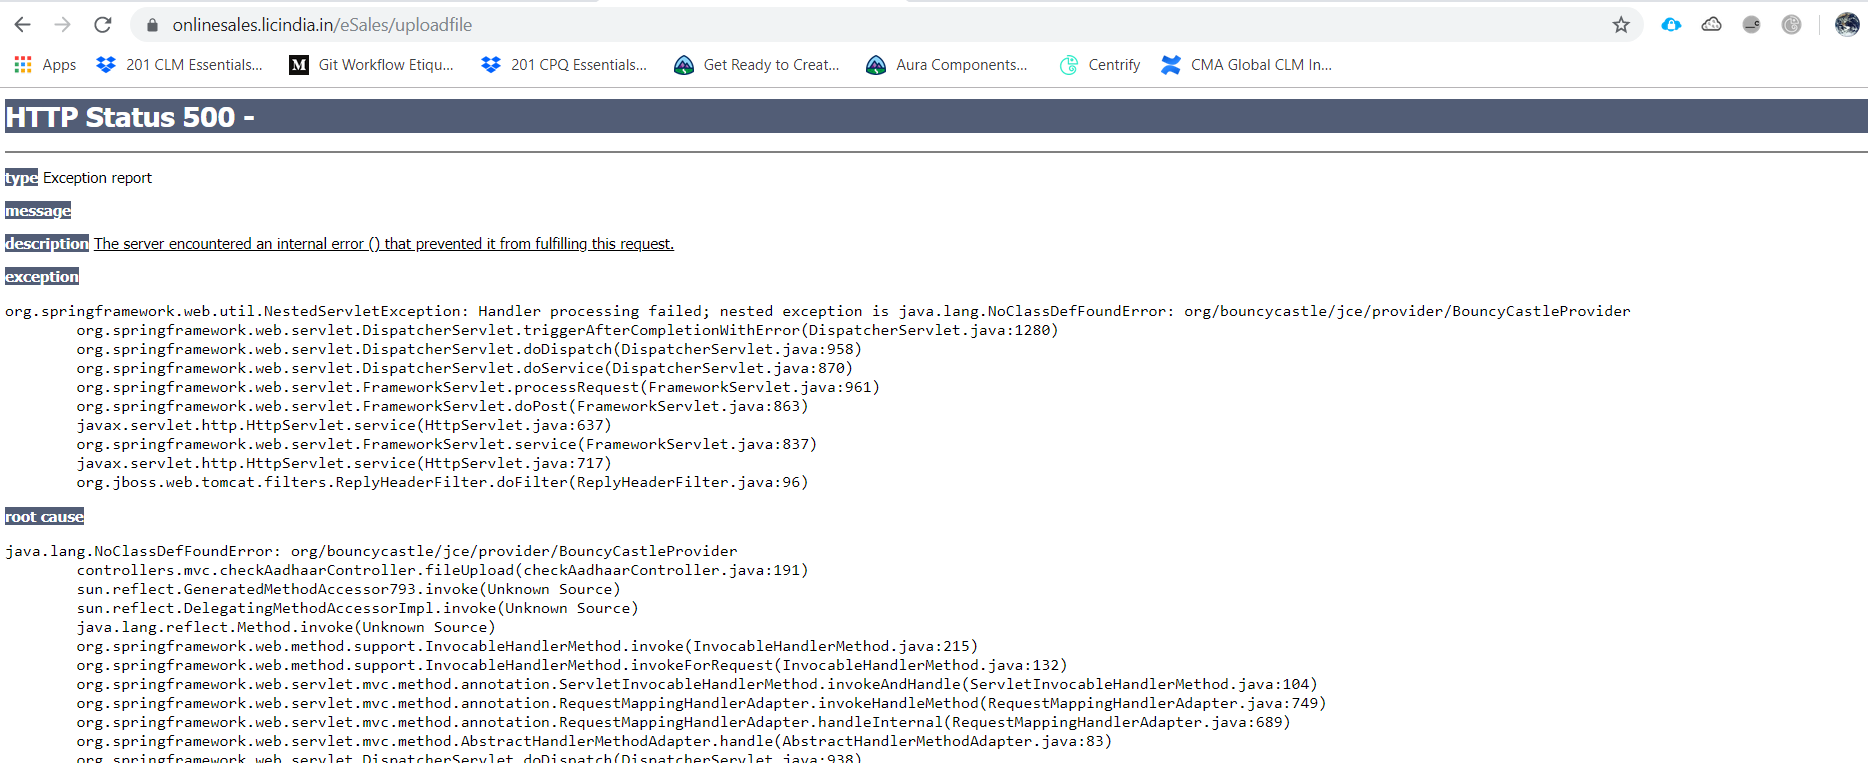 onlinesales.licindia.in/eSales/uploadfile
Apps 201 CLM Essentials... M Git Workflow Etiqu... 201 CPQ Essentials... Get Ready to Creat... Aura Components... Centrify CMA Global CLM In...
HTTP Status 500 -
type Exception report
message
description The server encountered an internal error () that prevented it from fulfilling this request.
exception
org.springframework.web.util.NestedServletException: Handler processing failed; nested exception is java.lang.NoClassDefFoundError: org/bouncycastle/jce/provider/BouncyCastleProvider
org.springframework.web.servlet.DispatcherServlet.triggerAfterCompletionWithError(DispatcherServlet.java:1280)
org.springframework.web.servlet.DispatcherServlet.doDispatch(DispatcherServlet.java:958)
org.springframework.web.servlet.DispatcherServlet.doService(DispatcherServlet.java:870)
org.springframework.web.servlet.FrameworkServlet.processRequest(FrameworkServlet.java:961)
org.springframework.web.servlet.FrameworkServlet.doPost(FrameworkServlet.java:863)
javax.servlet.http.HttpServlet.service(HttpServlet.java:637)
org.springframework.web.servlet.FrameworkServlet.service(FrameworkServlet.java:837)
javax.servlet.http.HttpServlet.service(HttpServlet.java:717)
org.jboss.web.tomcat.filters.ReplyHeaderFilter.doFilter(ReplyHeaderFilter.java:96)
root cause
java.lang.NoClassDefFoundError: org/bouncycastle/jce/provider/BouncyCastleProvider
controllers.mvc.checkAadhaarController.fileUpload(checkAadhaarController.java:191)
sun.reflect.GeneratedMethodAccessor793.invoke(Unknown Source)
sun.reflect.DelegatingMethodAccessorImpl.invoke(Unknown Source)
java.lang.reflect.Method.invoke(Unknown Source)
org.springframework.web.method.support.InvocableHandlerMethod.invoke(InvocableHandlerMethod.java:215)
org.springframework.web.method.support.InvocableHandlerMethod.invokeForRequest(InvocableHandlerMethod.java:132)
org.springframework.web.servlet.mvc.method.annotation.ServletInvocableHandlerMethod.invokeAndHandle(ServletInvocableHandlerMethod.java:104)
org.springframework.web.servlet.mvc.method.annotation.RequestMappingHandlerAdapter.invokeHandleMethod(RequestMappingHandlerAdapter.java:749)
org.springframework.web.servlet.mvc.method.annotation.RequestMappingHandlerAdapter.handleInternal(RequestMappingHandlerAdapter.java:689)
org.springframework.web.servlet.mvc.method.AbstractHandlerMethodAdapter.handle(AbstractHandlerMethodAdapter.java:83)
org.springframework.web.servlet.DispatcherServlet.doDispatch(DispatcherServlet.java:938)